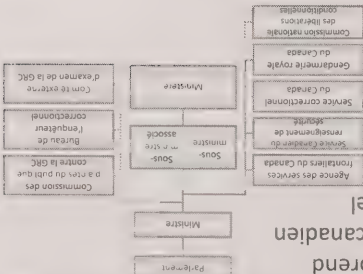 prend
canadien
el
Parlement
Ministre
Agence des services
frontaliers du Canada
Service Canadien du
renseignement de
sécurité
Service correctionnel
du Canada
Gendarmerie royale
du Canada
Commission nationale
des libérations
conditionnelles
Sous-
ministre
Sous-
ministre
associé
Ministère
Commission des
plaintes du public
contre la GRC
Bureau de
l'enquêteur
correctionnel
Comité externe
d'examen de la GRC